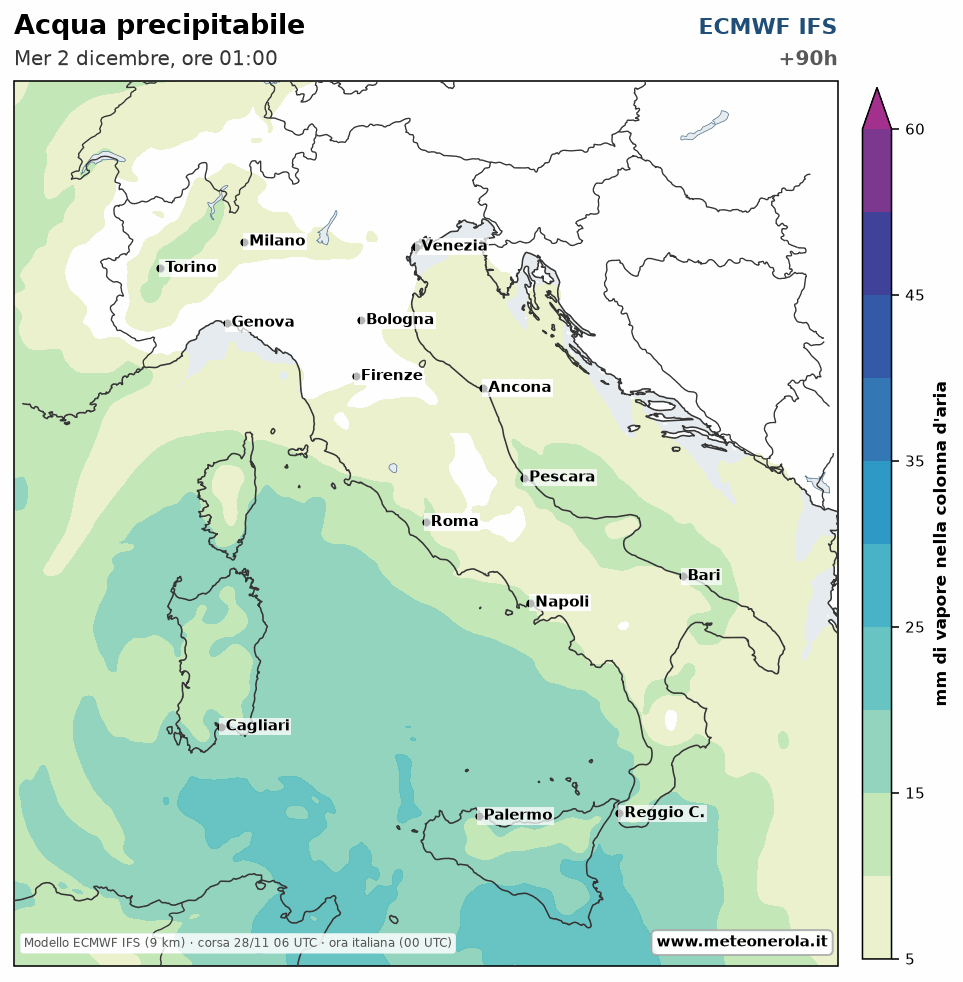 Acqua precipitabile
ECMWF IFS
Mer 2 dicembre, ore 01:00
+90h
60
45
35
25
15
5
mm di vapore nella colonna d'aria
Milano
Venezia
Torino
Genova
Bologna
Firenze
Ancona
Pescara
Roma
Bari
Napoli
Cagliari
Palermo
Reggio C.
Modello ECMWF IFS (9 km) · corsa 28/11 06 UTC · ora italiana (00 UTC)
www.meteonerola.it